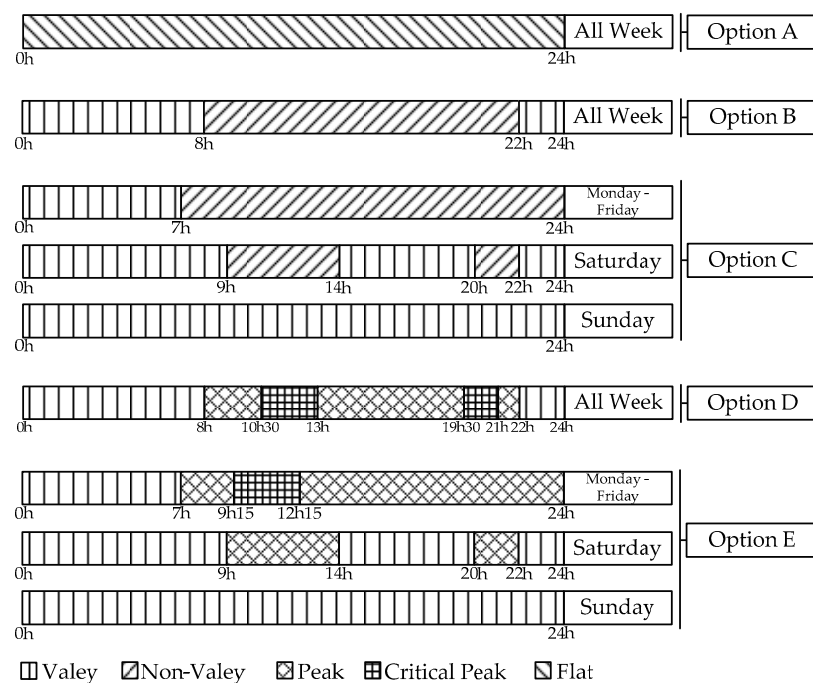 All Week Option A
0h 24h
All Week Option B
0h 8h 22h 24h
Monday -
Friday
0h 7h 24h
Saturday Option C
0h 9h 14h 20h 22h 24h
Sunday
0h 24h
All Week Option D
0h 8h 10h30 13h 19h30 21h 22h 24h
Monday -
Friday
0h 7h 9h15 12h15 24h
Option E
Saturday
0h 9h 14h 20h 22h 24h
Sunday
0h 24h
Valey Non-Valey Peak Critical Peak Flat